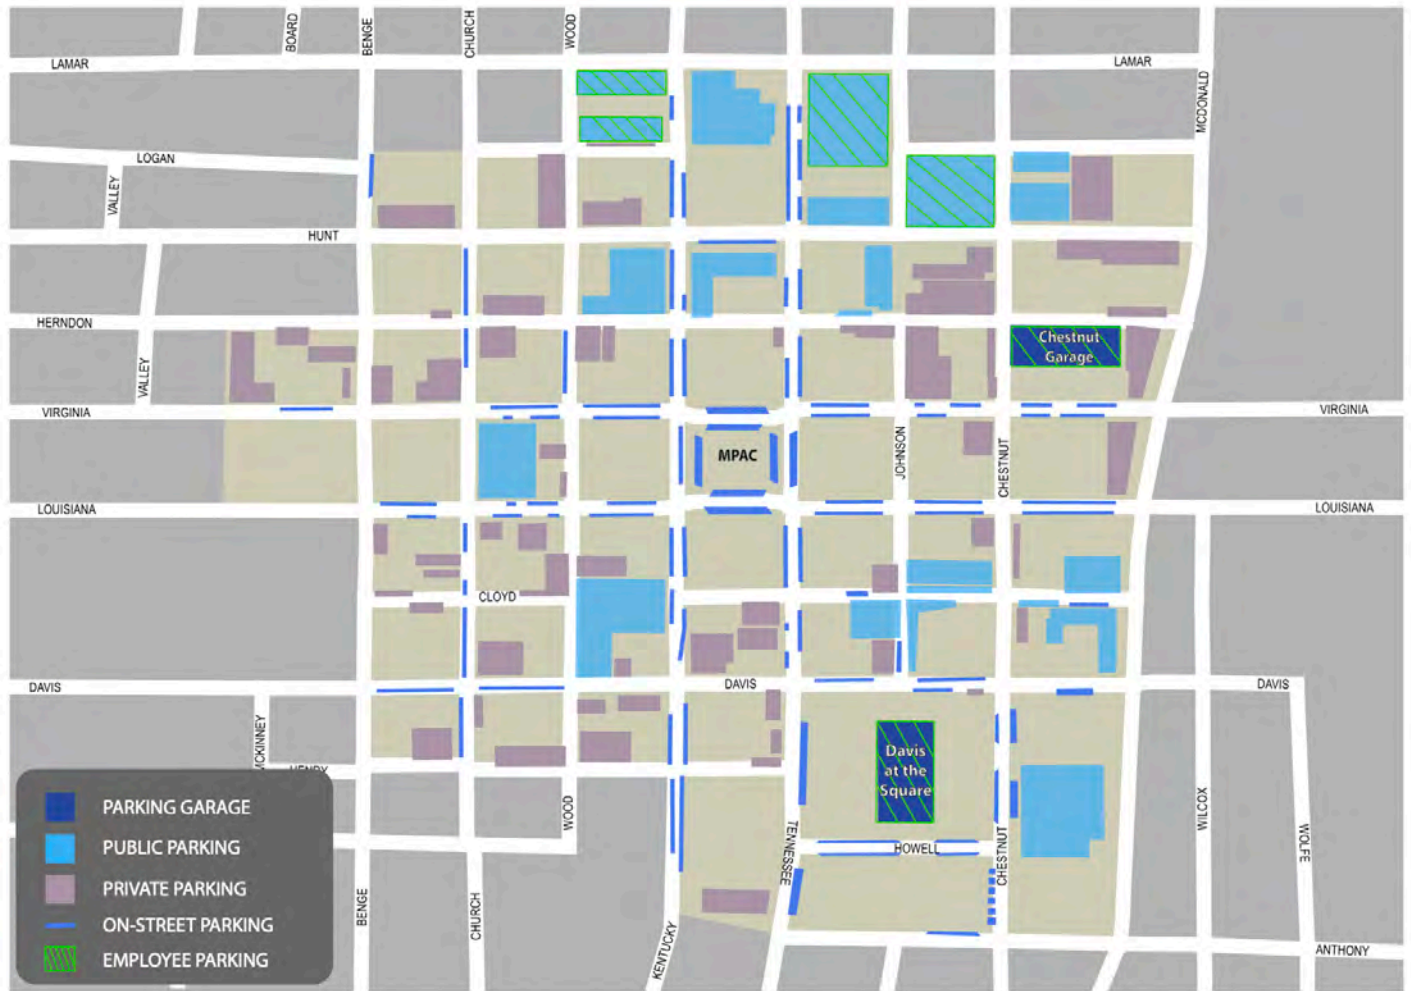 BOARD
BENGE
CHURCH
WOOD
LAMAR
LAMAR
MCDONALD
LOGAN
VALLEY
HUNT
HERNDON
Chestnut
Garage
VALLEY
VIRGINIA
VIRGINIA
MPAC
JOHNSON
CHESTNUT
LOUISIANA
LOUISIANA
CLOYD
DAVIS
DAVIS
DAVIS
MCKINNEY
Davis
at the
Square
HENRY
PARKING GARAGE
PUBLIC PARKING
PRIVATE PARKING
ON-STREET PARKING
EMPLOYEE PARKING
WOOD
TENNESSEE
HOWELL
CHESTNUT
WILCOX
WOLFE
BENGE
CHURCH
KENTUCKY
ANTHONY